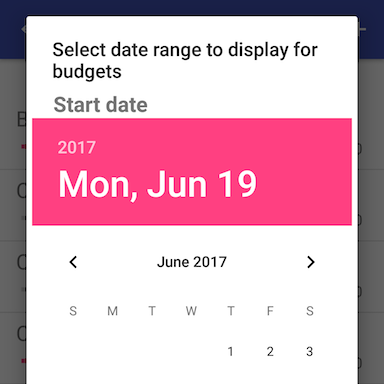 Select date range to display for
budgets
Start date
2017
Mon, Jun 19
June 2017
S M T W T F S
1 2 3